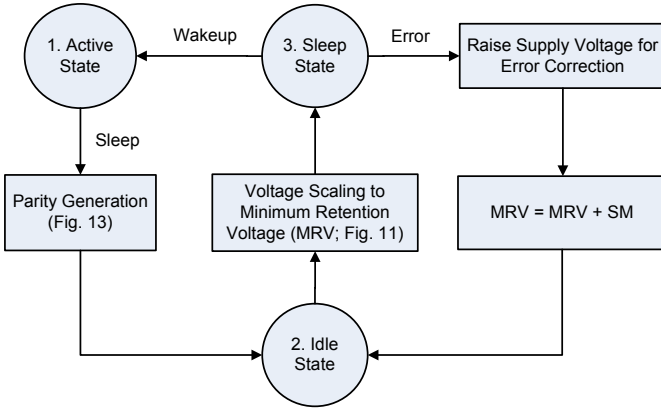 1. Active
State
Wakeup
3. Sleep
State
Error
Raise Supply Voltage for
Error Correction
Sleep
Parity Generation
(Fig. 13)
Voltage Scaling to
Minimum Retention
Voltage (MRV; Fig. 11)
MRV = MRV + SM
2. Idle
State